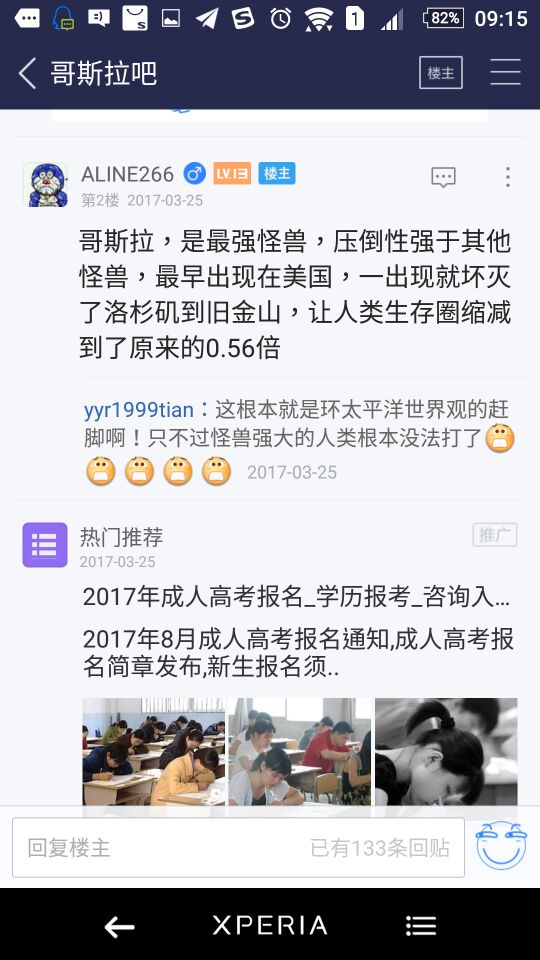 1 82% 09:15
哥斯拉吧 楼主
ALINE266 LV.13 楼主
第2楼 2017-03-25
哥斯拉，是最强怪兽，压倒性强于其他
怪兽，最早出现在美国，一出现就坏灭
了洛杉矶到旧金山，让人类生存圈缩减
到了原来的0.56倍
yyr1999tian：这根本就是环太平洋世界观的赶
脚啊！只不过怪兽强大的人类根本没法打了
2017-03-25
热门推荐 推广
2017-03-25
2017年成人高考报名_学历报考_咨询入...
2017年8月成人高考报名通知,成人高考报
名简章发布,新生报名须..
回复楼主 已有133条回贴
XPERIA